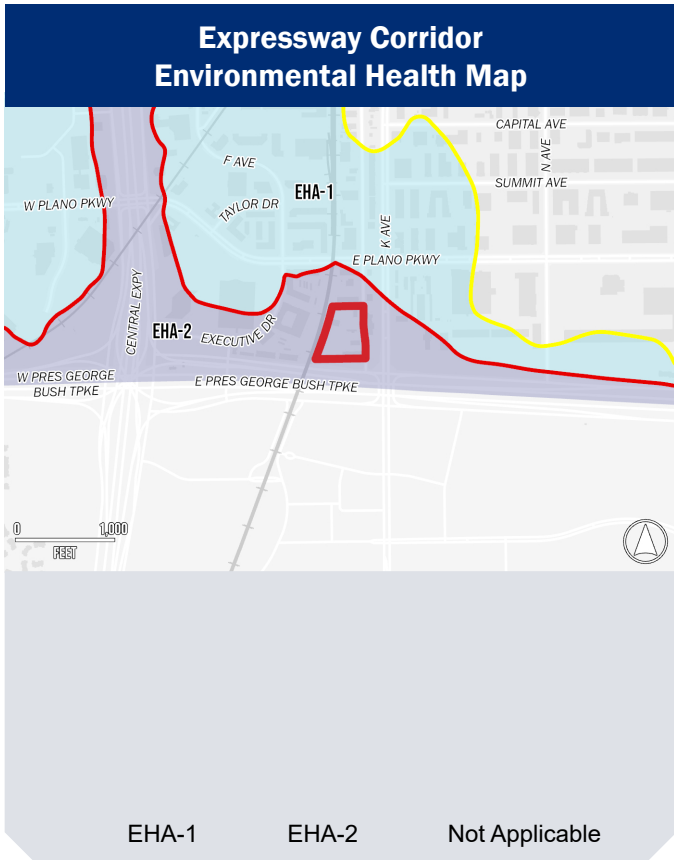 Expressway Corridor
Environmental Health Map
CAPITAL AVE
F AVE
N AVE
SUMMIT AVE
EHA-1
W PLANO PKWY
TAYLOR DR
K AVE
E PLANO PKWY
CENTRAL EXPY
EHA-2
EXECUTIVE DR
W PRES GEORGE
BUSH TPKE
E PRES GEORGE BUSH TPKE
0 1,000
FEET
EHA-1 EHA-2 Not Applicable